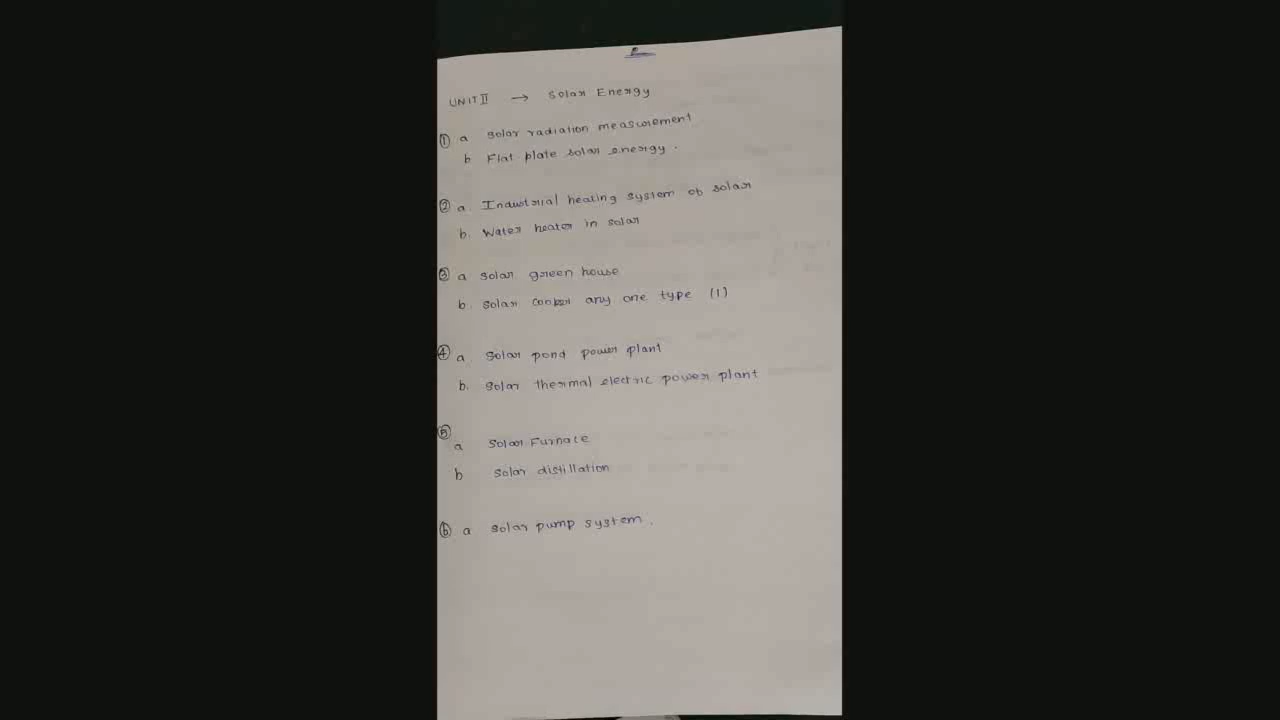 UNIT II → Solar Energy
① a solar radiation measurement
b Flat plate solar energy.
② a. Industrial heating system of solar
b. Water heater in solar
③ a solar green house
b. Solar cooker any one type (1)
④ a. Solar pond power plant
b. Solar thermal electric power plant
⑤
a Solar Furnace
b Solar distillation
⑥ a solar pump system.